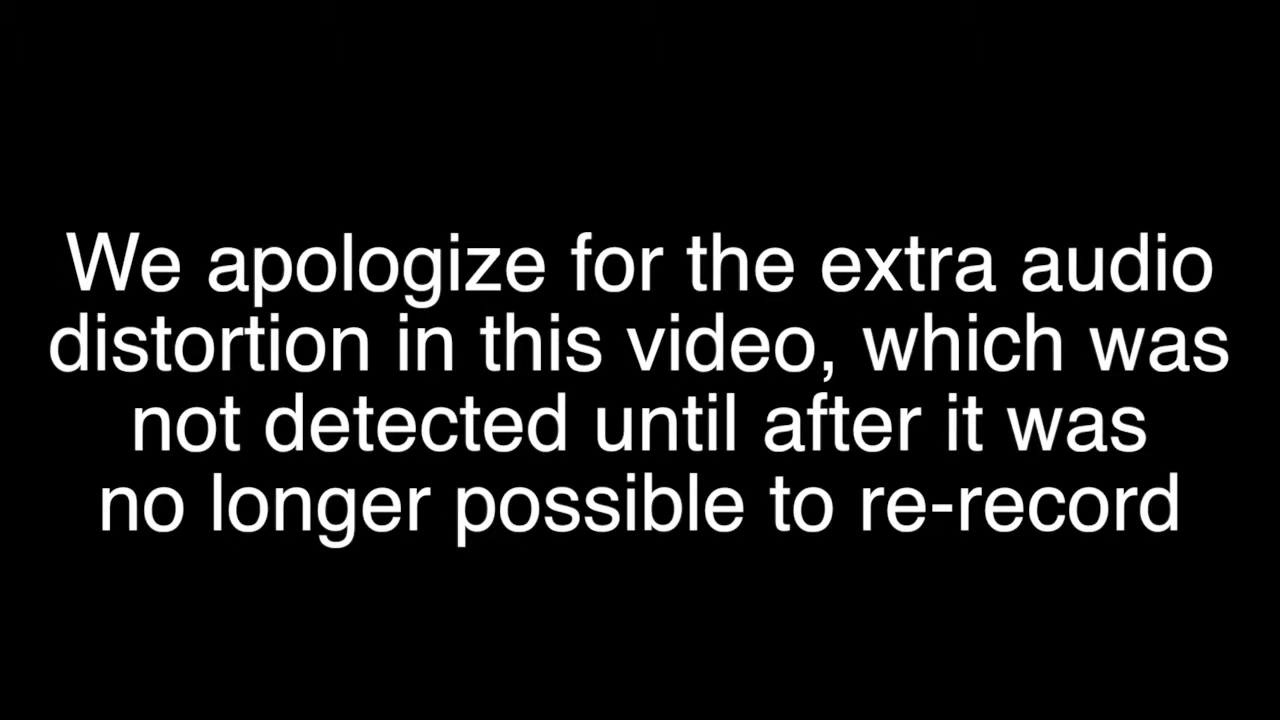 We apologize for the extra audio
distortion in this video, which was
not detected until after it was
no longer possible to re-record